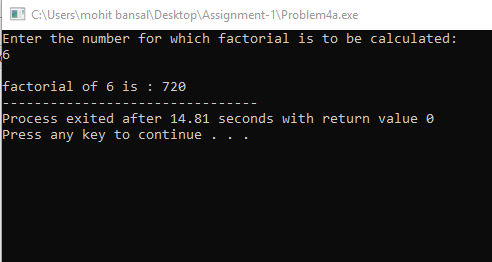 C:\Users\mohit bansal\Desktop\Assignment-1\Problem4a.exe
Enter the number for which factorial is to be calculated:
6

factorial of 6 is : 720
--------------------------------
Process exited after 14.81 seconds with return value 0
Press any key to continue . . .